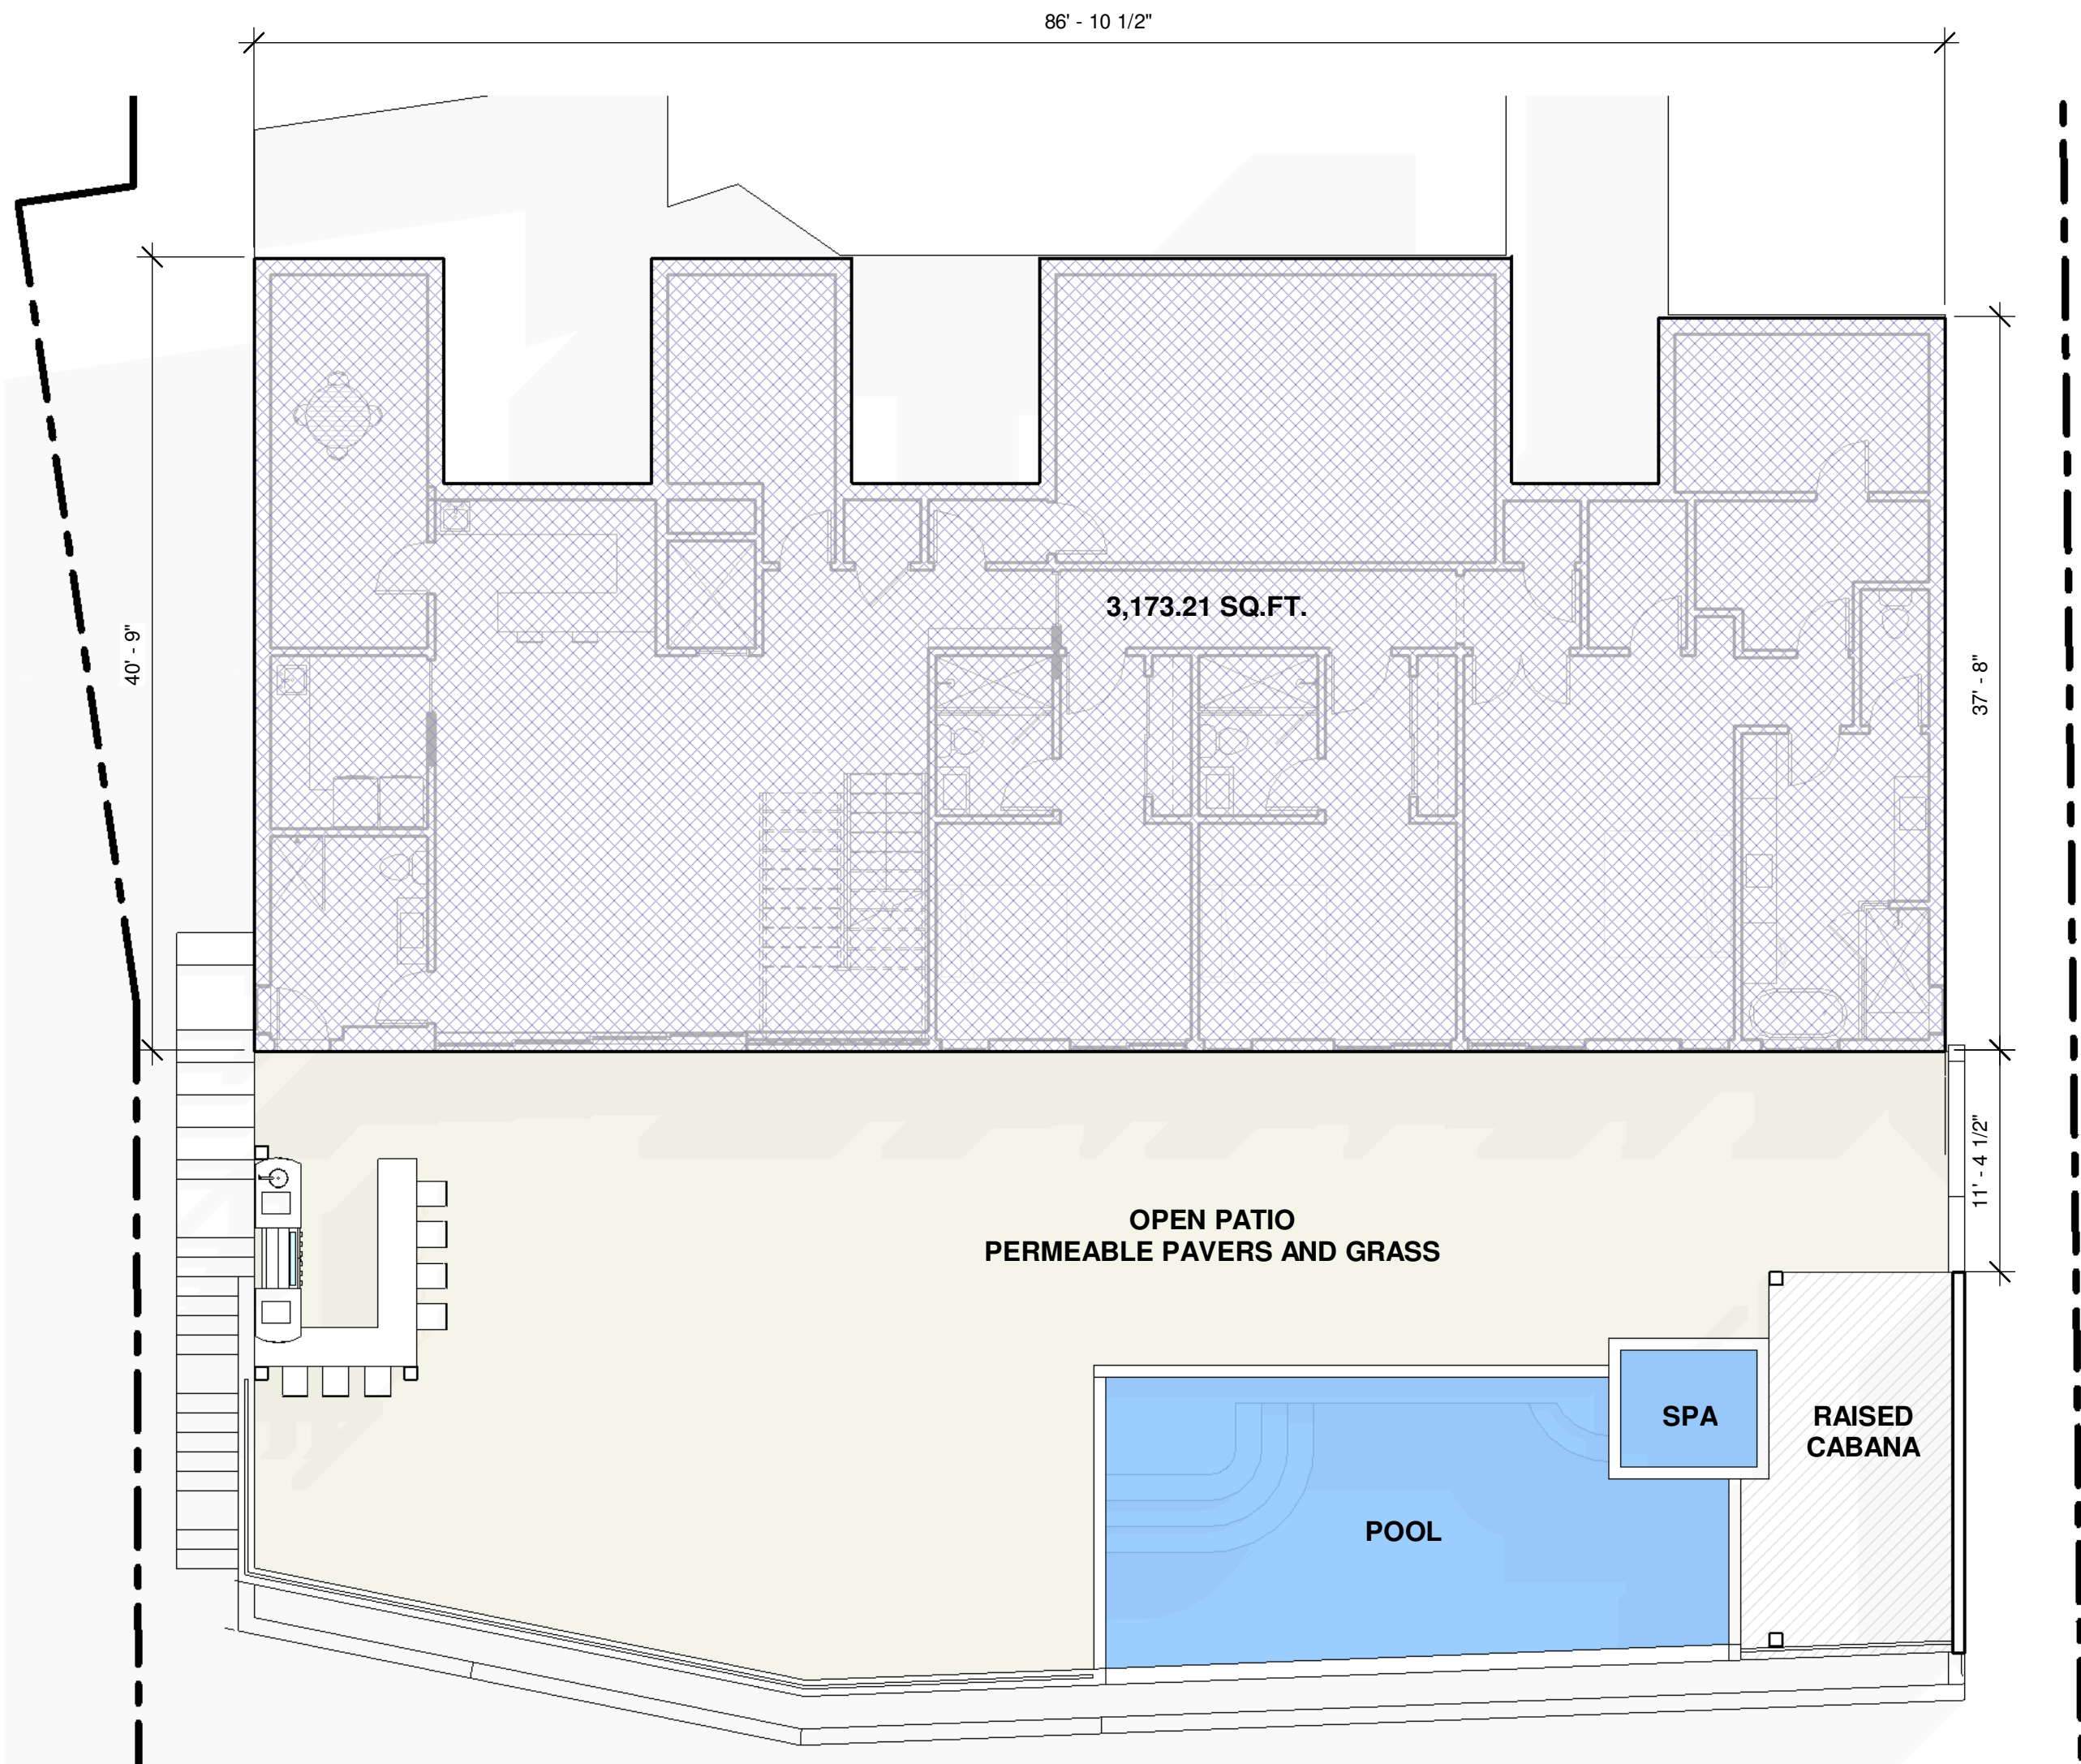 86' - 10 1/2"
3,173.21 SQ.FT.
40' - 9"
37' - 8"
11' - 4 1/2"
OPEN PATIO
PERMEABLE PAVERS AND GRASS
SPA
RAISED
CABANA
POOL